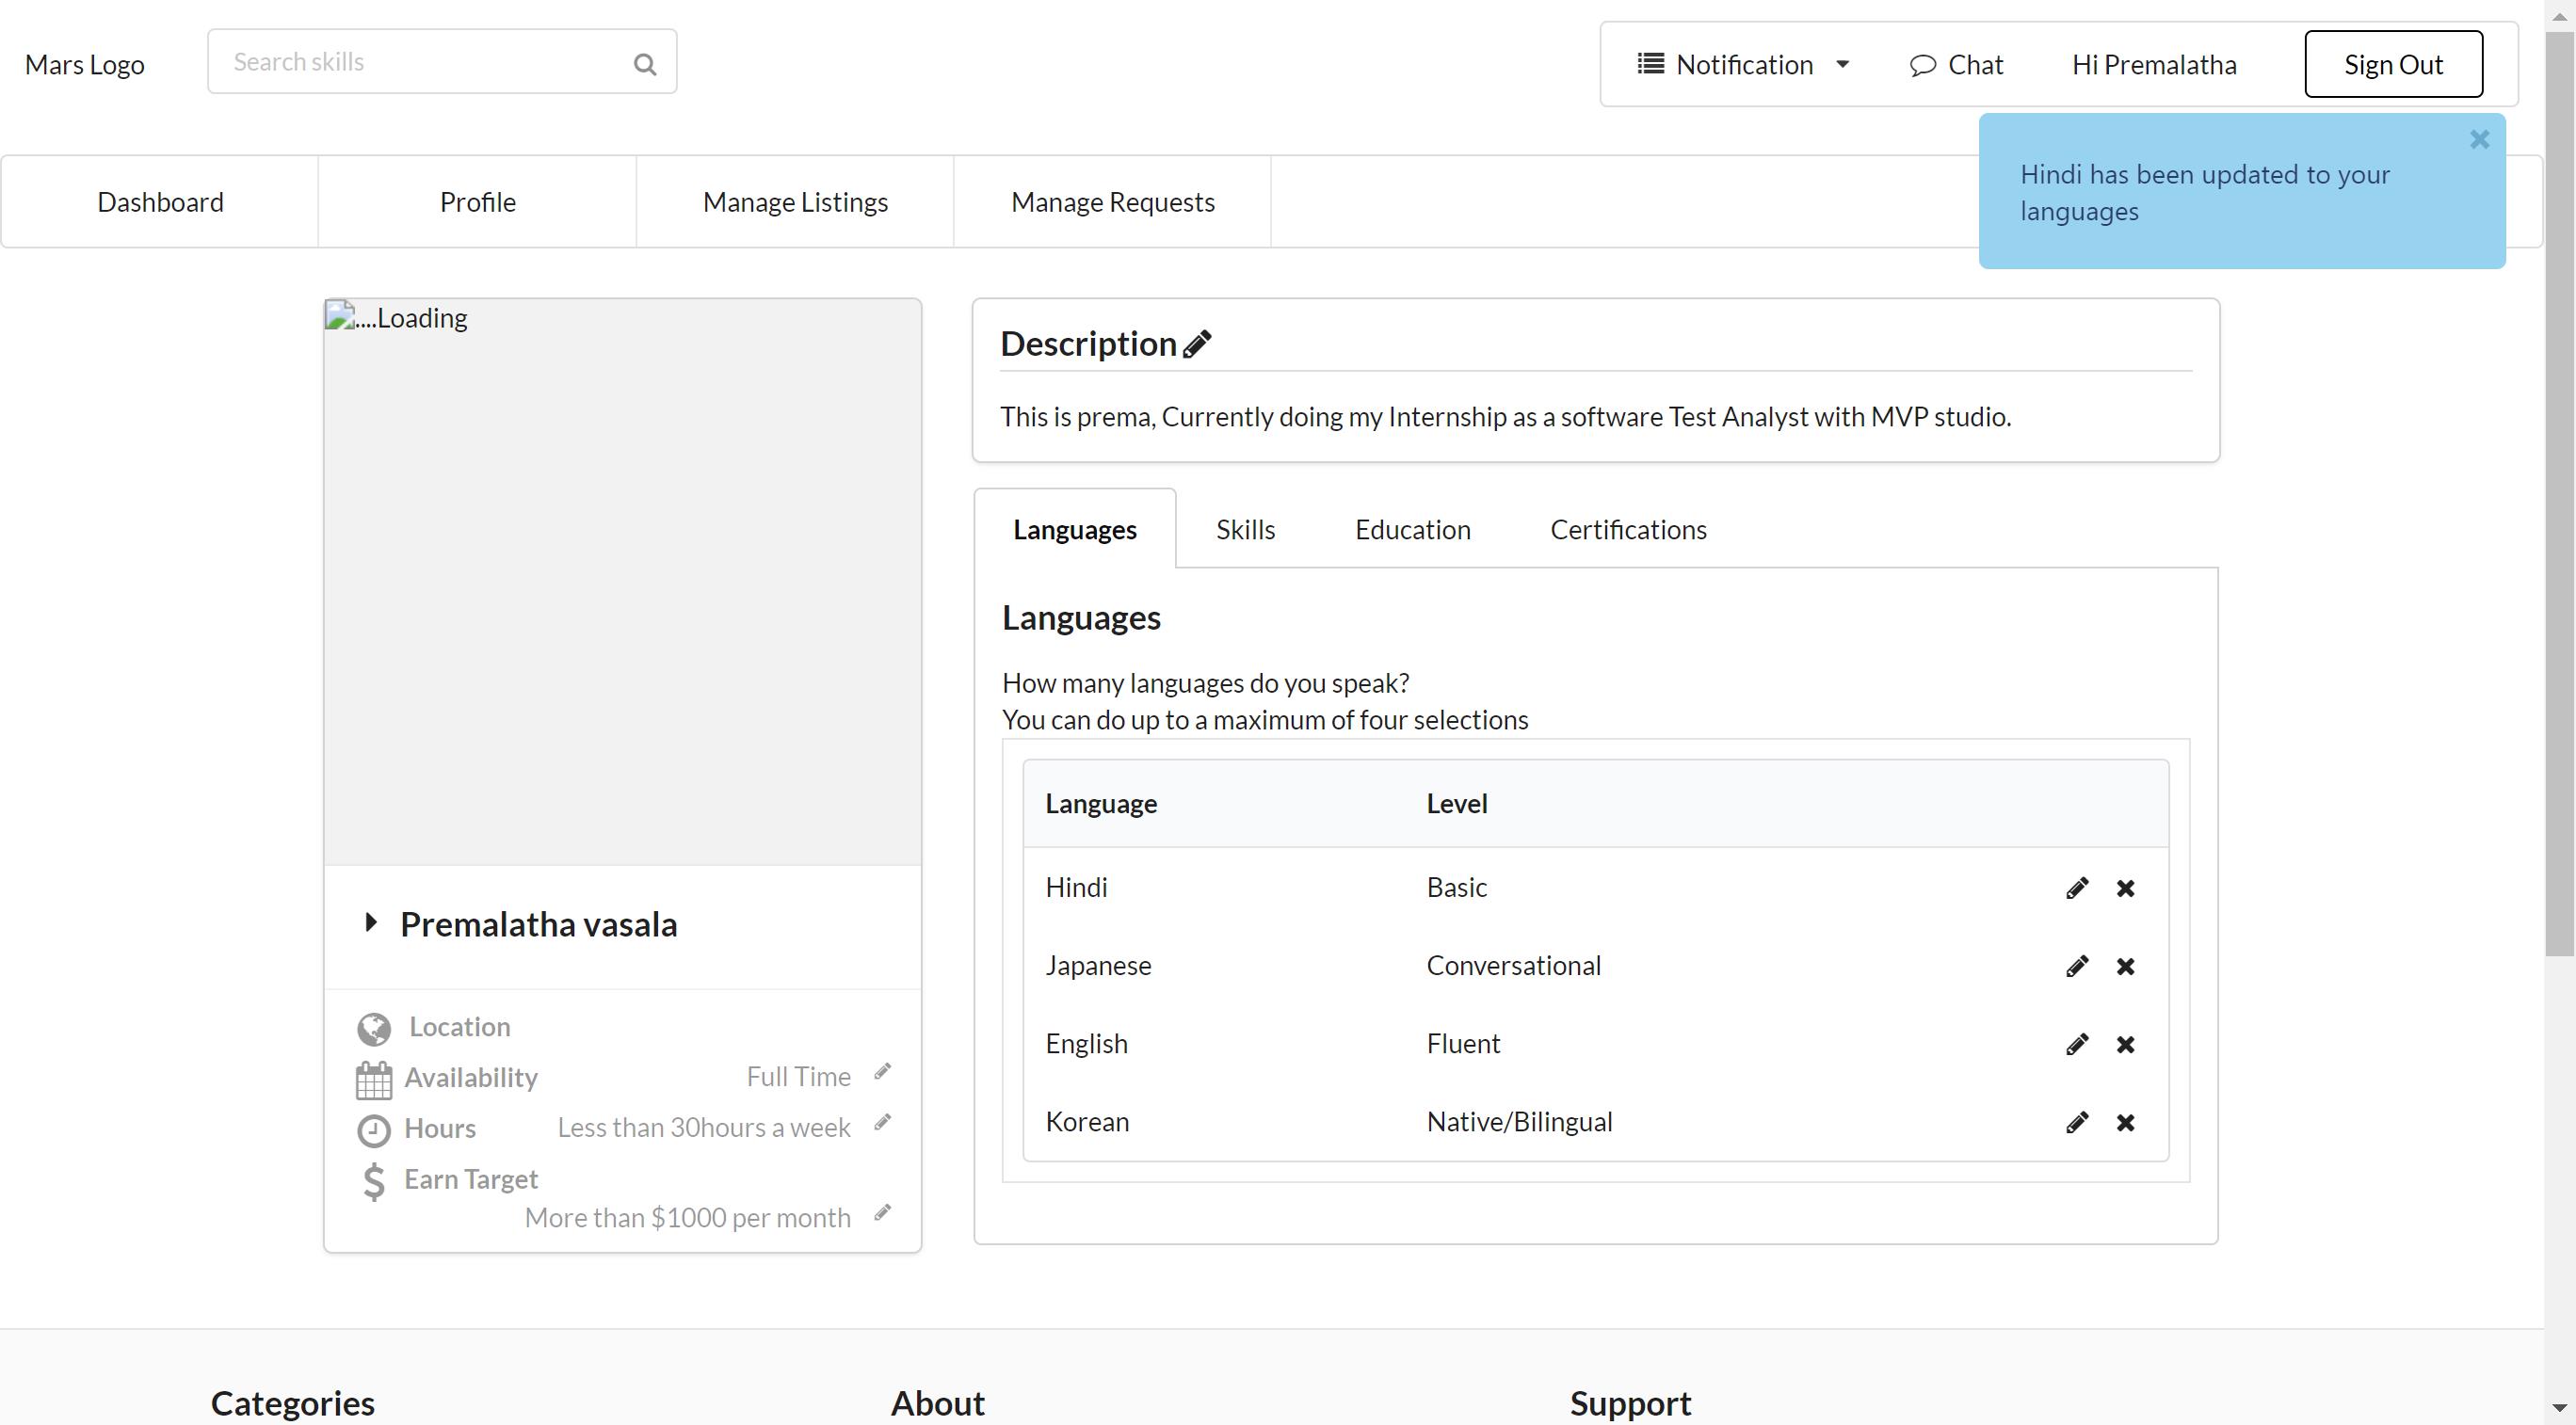 Mars Logo
Search skills
Notification
Chat
Hi Premalatha
Sign Out
Hindi has been updated to your
languages
Dashboard
Profile
Manage Listings
Manage Requests
....Loading
Premalatha vasala
Location
Availability
Full Time
Hours
Less than 30hours a week
Earn Target
More than $1000 per month
Description
This is prema, Currently doing my Internship as a software Test Analyst with MVP studio.
Languages
Skills
Education
Certifications
Languages
How many languages do you speak?
You can do up to a maximum of four selections
Language Level
Hindi Basic
Japanese Conversational
English Fluent
Korean Native/Bilingual
Categories
About
Support